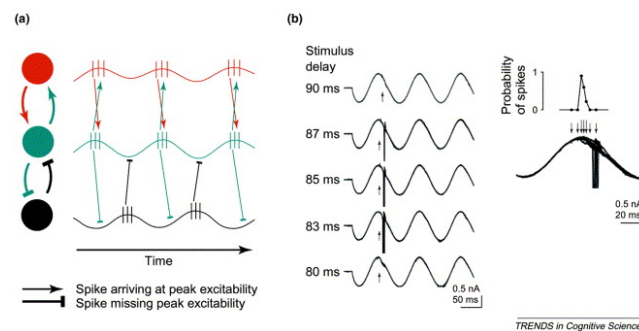 (a)
Time
Spike arriving at peak excitability
Spike missing peak excitability
(b)
Stimulus
delay
90 ms
87 ms
85 ms
83 ms
80 ms
0.5 nA
50 ms
Probability
of spikes
1
0
0.5 nA
20 ms
TRENDS in Cognitive Science